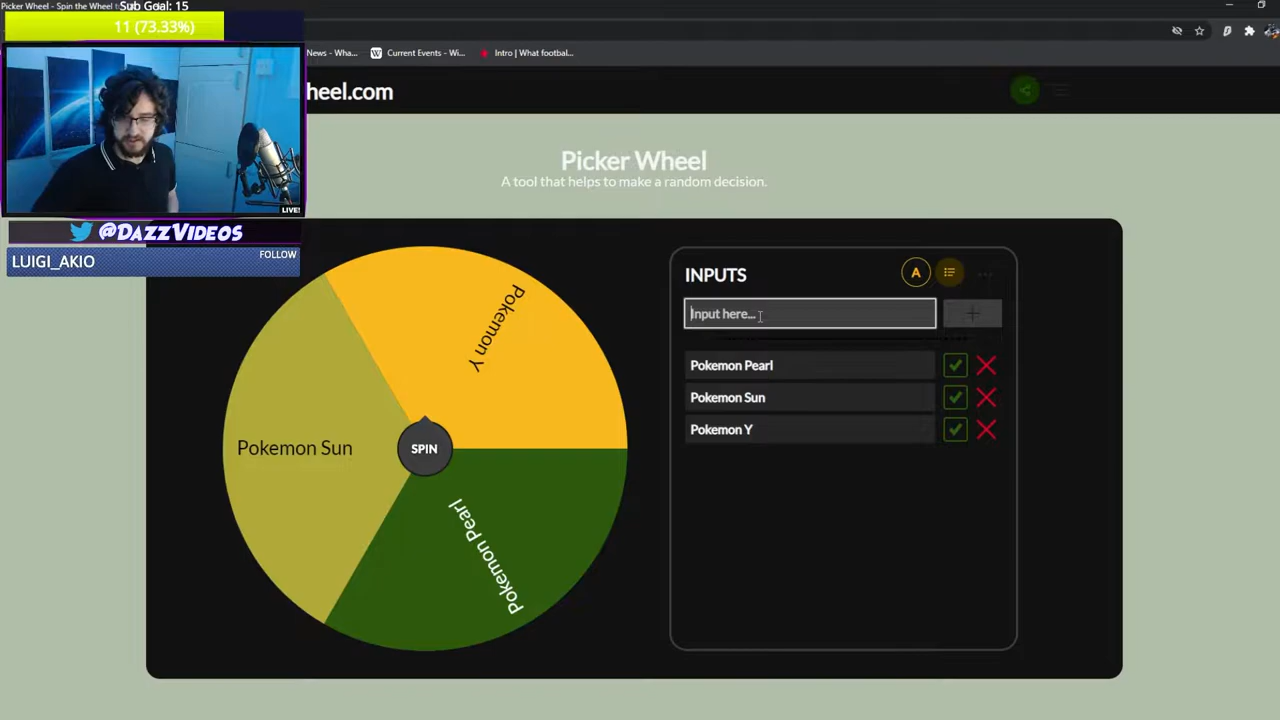 Picker Wheel - Spin the Wheel t
Sub Goal: 15
11 (73.33%)
News - Wha...
Current Events - Wi...
Intro | What footbal...
heel.com
LIVE!
@DazzVideos
LUIGI_AKIO
FOLLOW
Picker Wheel
A tool that helps to make a random decision.
Pokemon Y
Pokemon Sun
SPIN
Pokemon Pearl
INPUTS
A
Input here...
Pokemon Pearl
Pokemon Sun
Pokemon Y